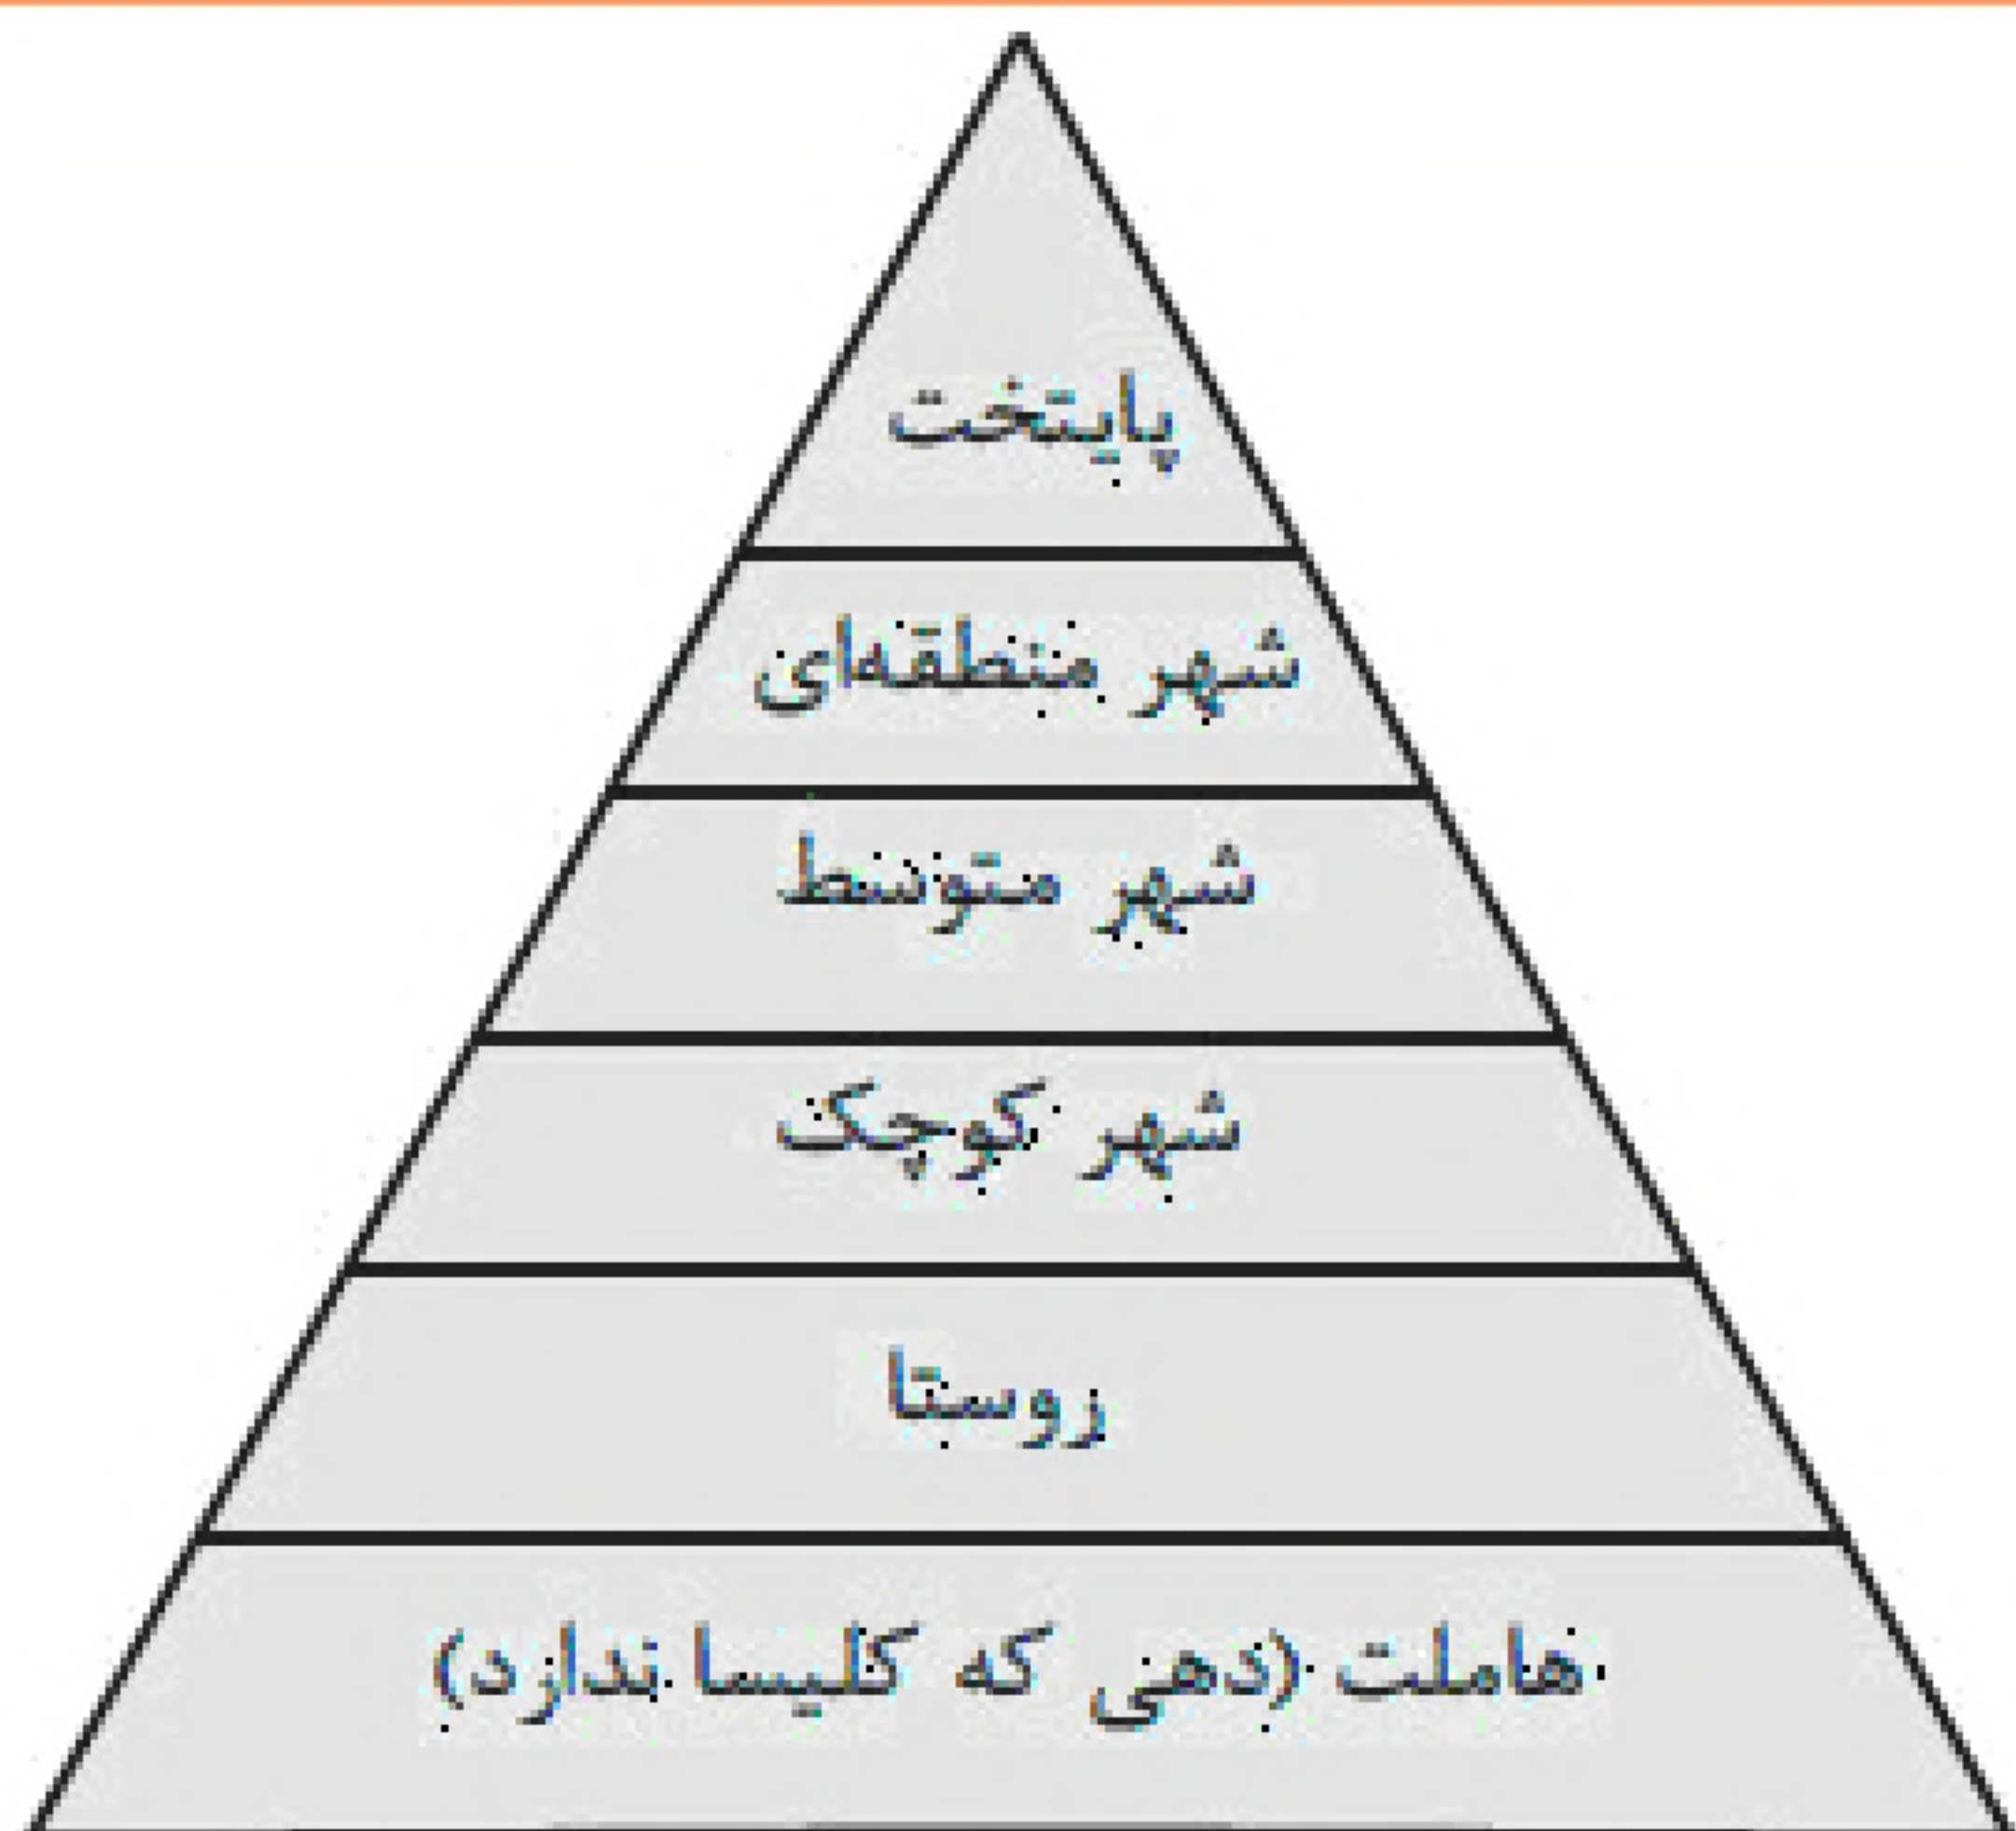 پایتخت
شهر منطقه‌ای
شهر متوسط
شهر کوچک
روستا
هاملت (دهی که کلیسا ندارد)